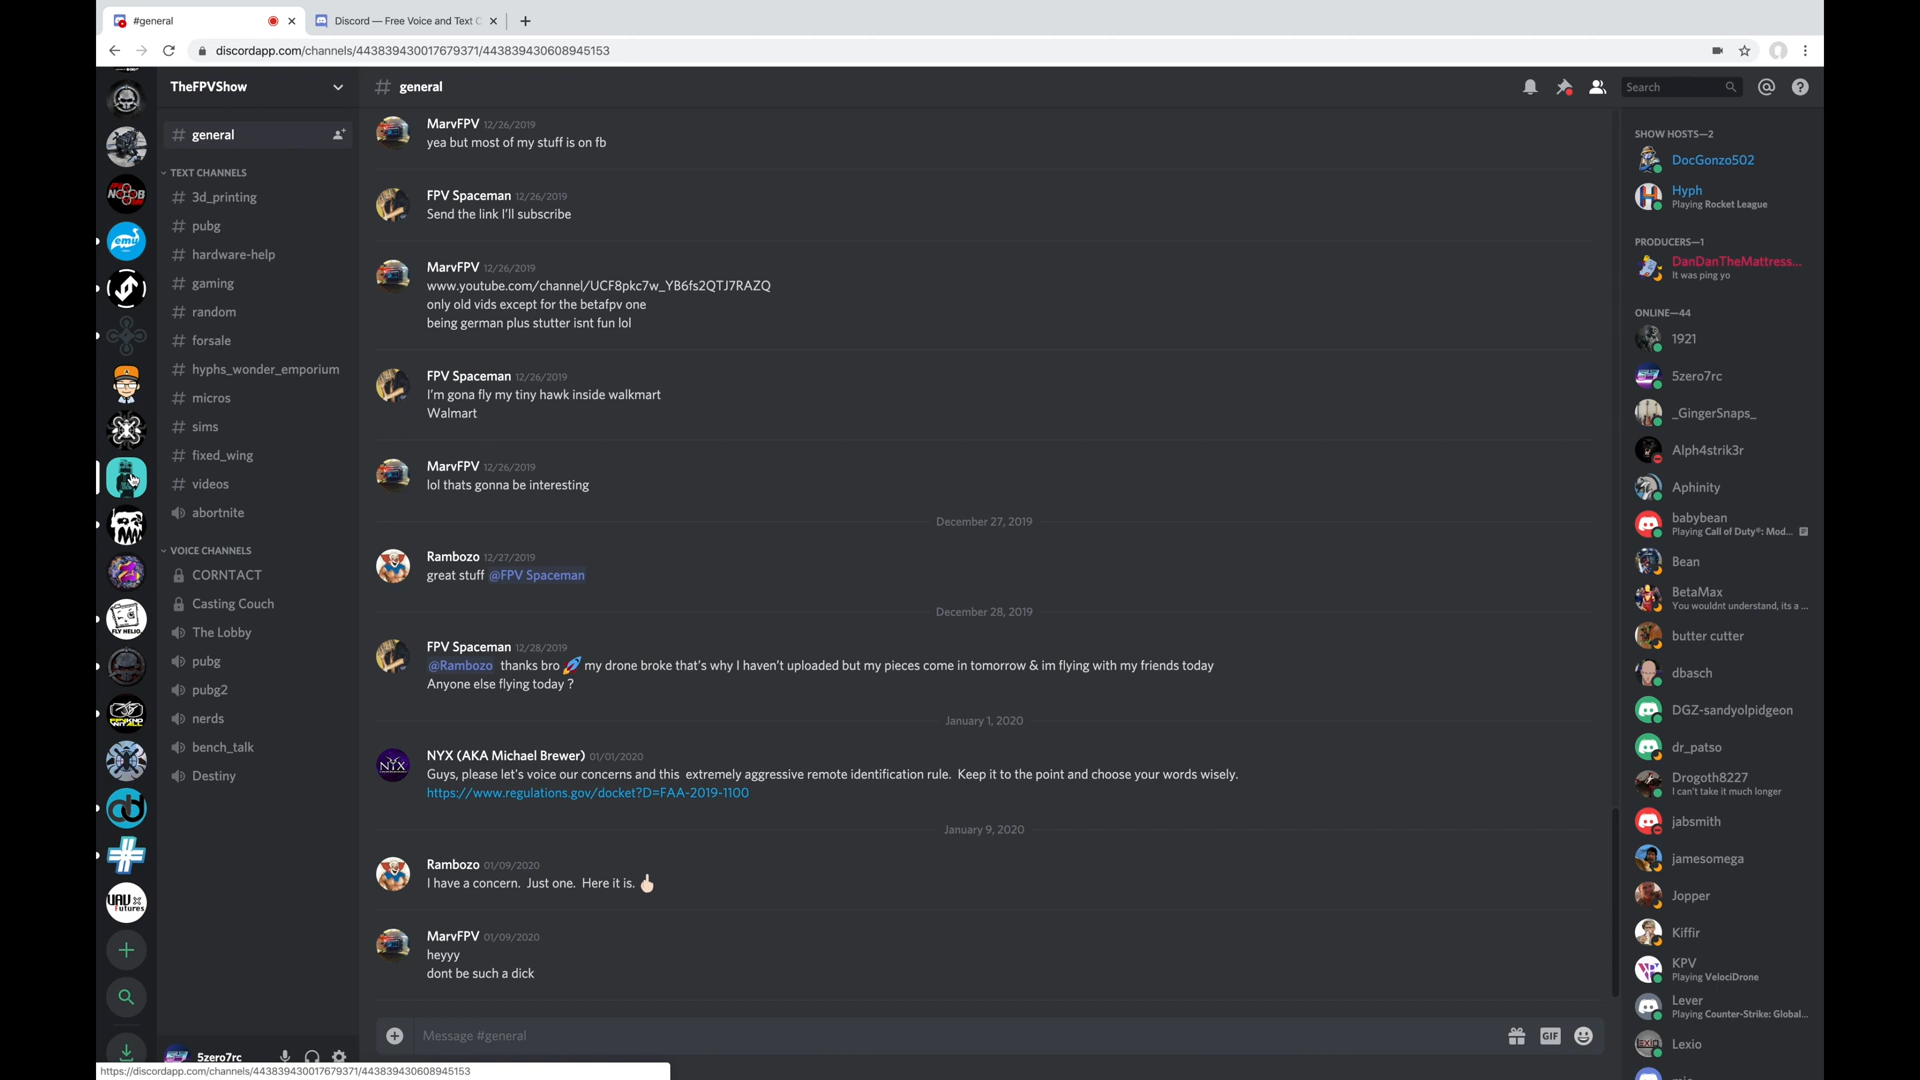 #general
Discord — Free Voice and Text C
discordapp.com/channels/443839430017679371/443839430608945153
TheFPVShow
general
Search
general
TEXT CHANNELS
3d_printing
pubg
hardware-help
gaming
random
forsale
hyphs_wonder_emporium
micros
sims
fixed_wing
videos
abortnite
VOICE CHANNELS
CORNTACT
Casting Couch
The Lobby
pubg
pubg2
nerds
bench_talk
Destiny
5zero7rc
NOOB
emu
FLY HELIO.
UAV
Futures
MarvFPV 12/26/2019
yea but most of my stuff is on fb
FPV Spaceman 12/26/2019
Send the link I'll subscribe
MarvFPV 12/26/2019
www.youtube.com/channel/UCF8pkc7w_YB6fs2QTJ7RAZQ
only old vids except for the betafpv one
being german plus stutter isnt fun lol
FPV Spaceman 12/26/2019
I'm gona fly my tiny hawk inside walkmart
Walmart
MarvFPV 12/26/2019
lol thats gonna be interesting
December 27, 2019
Rambozo 12/27/2019
great stuff @FPV Spaceman
December 28, 2019
FPV Spaceman 12/28/2019
@Rambozo thanks bro 🚀 my drone broke that's why I haven't uploaded but my pieces come in tomorrow & im flying with my friends today
Anyone else flying today ?
January 1, 2020
NYX
NYX (AKA Michael Brewer) 01/01/2020
Guys, please let's voice our concerns and this extremely aggressive remote identification rule. Keep it to the point and choose your words wisely.
https://www.regulations.gov/docket?D=FAA-2019-1100
January 9, 2020
Rambozo 01/09/2020
I have a concern. Just one. Here it is. 🖕🏻
MarvFPV 01/09/2020
heyyy
dont be such a dick
Message #general
GIF
SHOW HOSTS—2
DocGonzo502
Hyph
Playing Rocket League
PRODUCERS—1
DanDanTheMattress...
It was ping yo
ONLINE—44
1921
5zero7rc
_GingerSnaps_
Alph4strik3r
Aphinity
babybean
Playing Call of Duty®: Mod...
Bean
BetaMax
You wouldnt understand, its a ...
butter cutter
dbasch
DGZ-sandyolpidgeon
dr_patso
Drogoth8227
I can't take it much longer
jabsmith
jamesomega
Jopper
Kiffir
KPV
Playing VelociDrone
Lever
Playing Counter-Strike: Global...
Lexio
https://discordapp.com/channels/443839430017679371/443839430608945153